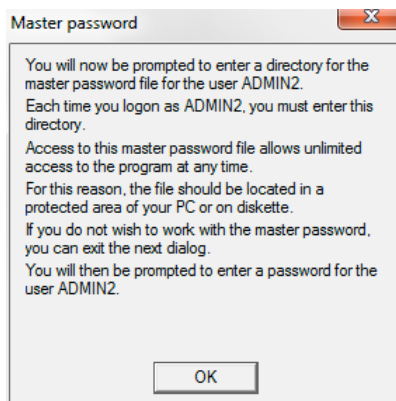 Master password
You will now be prompted to enter a directory for the
master password file for the user ADMIN2.
Each time you logon as ADMIN2, you must enter this
directory.
Access to this master password file allows unlimited
access to the program at any time.
For this reason, the file should be located in a
protected area of your PC or on diskette.
If you do not wish to work with the master password,
you can exit the next dialog.
You will then be prompted to enter a password for the
user ADMIN2.
OK